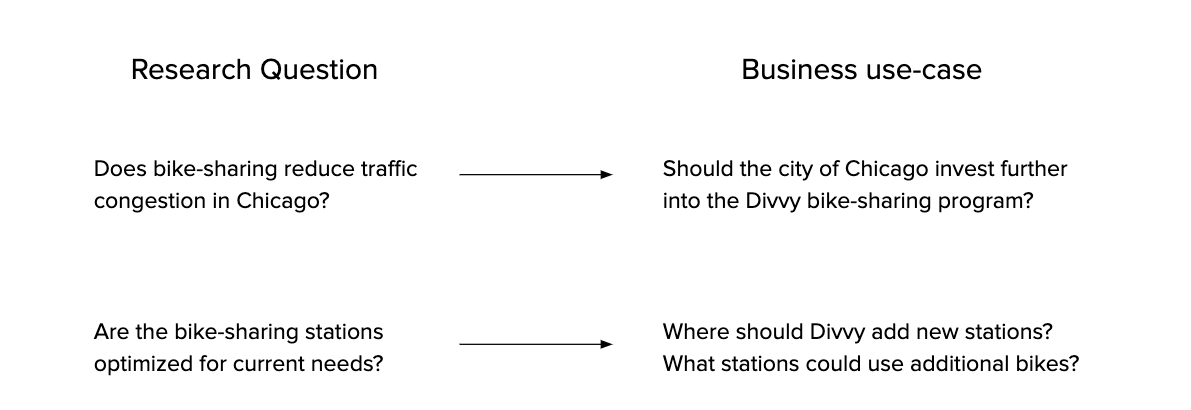 Research Question
Business use-case
Does bike-sharing reduce traffic
congestion in Chicago?
Should the city of Chicago invest further
into the Divvy bike-sharing program?
Are the bike-sharing stations
optimized for current needs?
Where should Divvy add new stations?
What stations could use additional bikes?